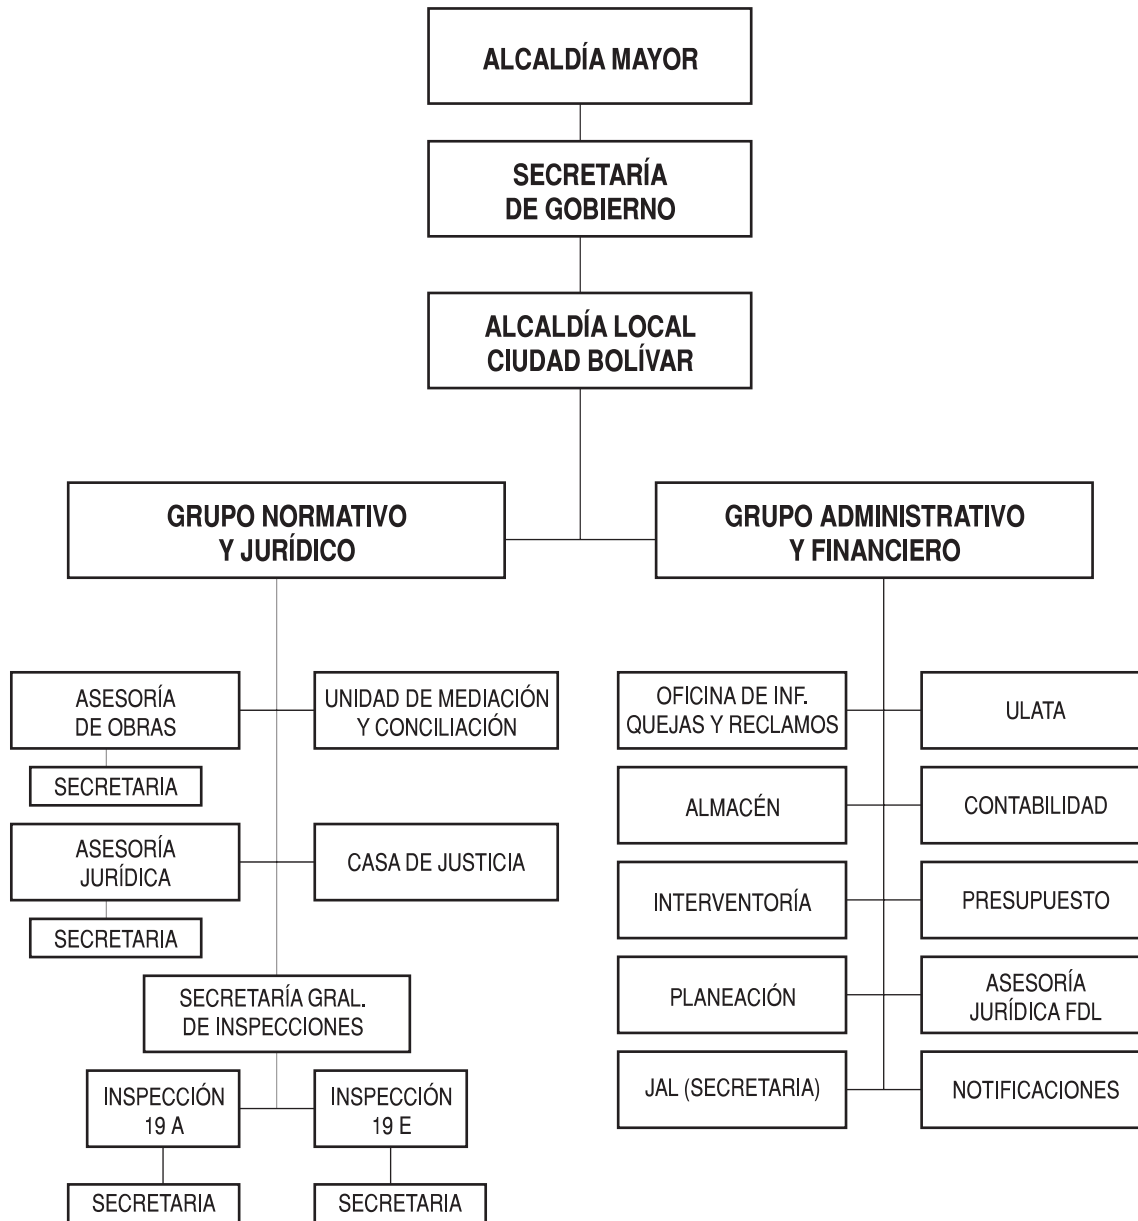 ALCALDÍA MAYOR
SECRETARÍA
DE GOBIERNO
ALCALDÍA LOCAL
CIUDAD BOLÍVAR
GRUPO NORMATIVO
Y JURÍDICO
GRUPO ADMINISTRATIVO
Y FINANCIERO
ASESORÍA
DE OBRAS
UNIDAD DE MEDIACIÓN
Y CONCILIACIÓN
SECRETARIA
ASESORÍA
JURÍDICA
CASA DE JUSTICIA
SECRETARIA
SECRETARÍA GRAL.
DE INSPECCIONES
INSPECCIÓN
19 A
INSPECCIÓN
19 E
SECRETARIA
SECRETARIA
OFICINA DE INF.
QUEJAS Y RECLAMOS
ULATA
ALMACÉN
CONTABILIDAD
INTERVENTORÍA
PRESUPUESTO
PLANEACIÓN
ASESORÍA
JURÍDICA FDL
JAL (SECRETARIA)
NOTIFICACIONES